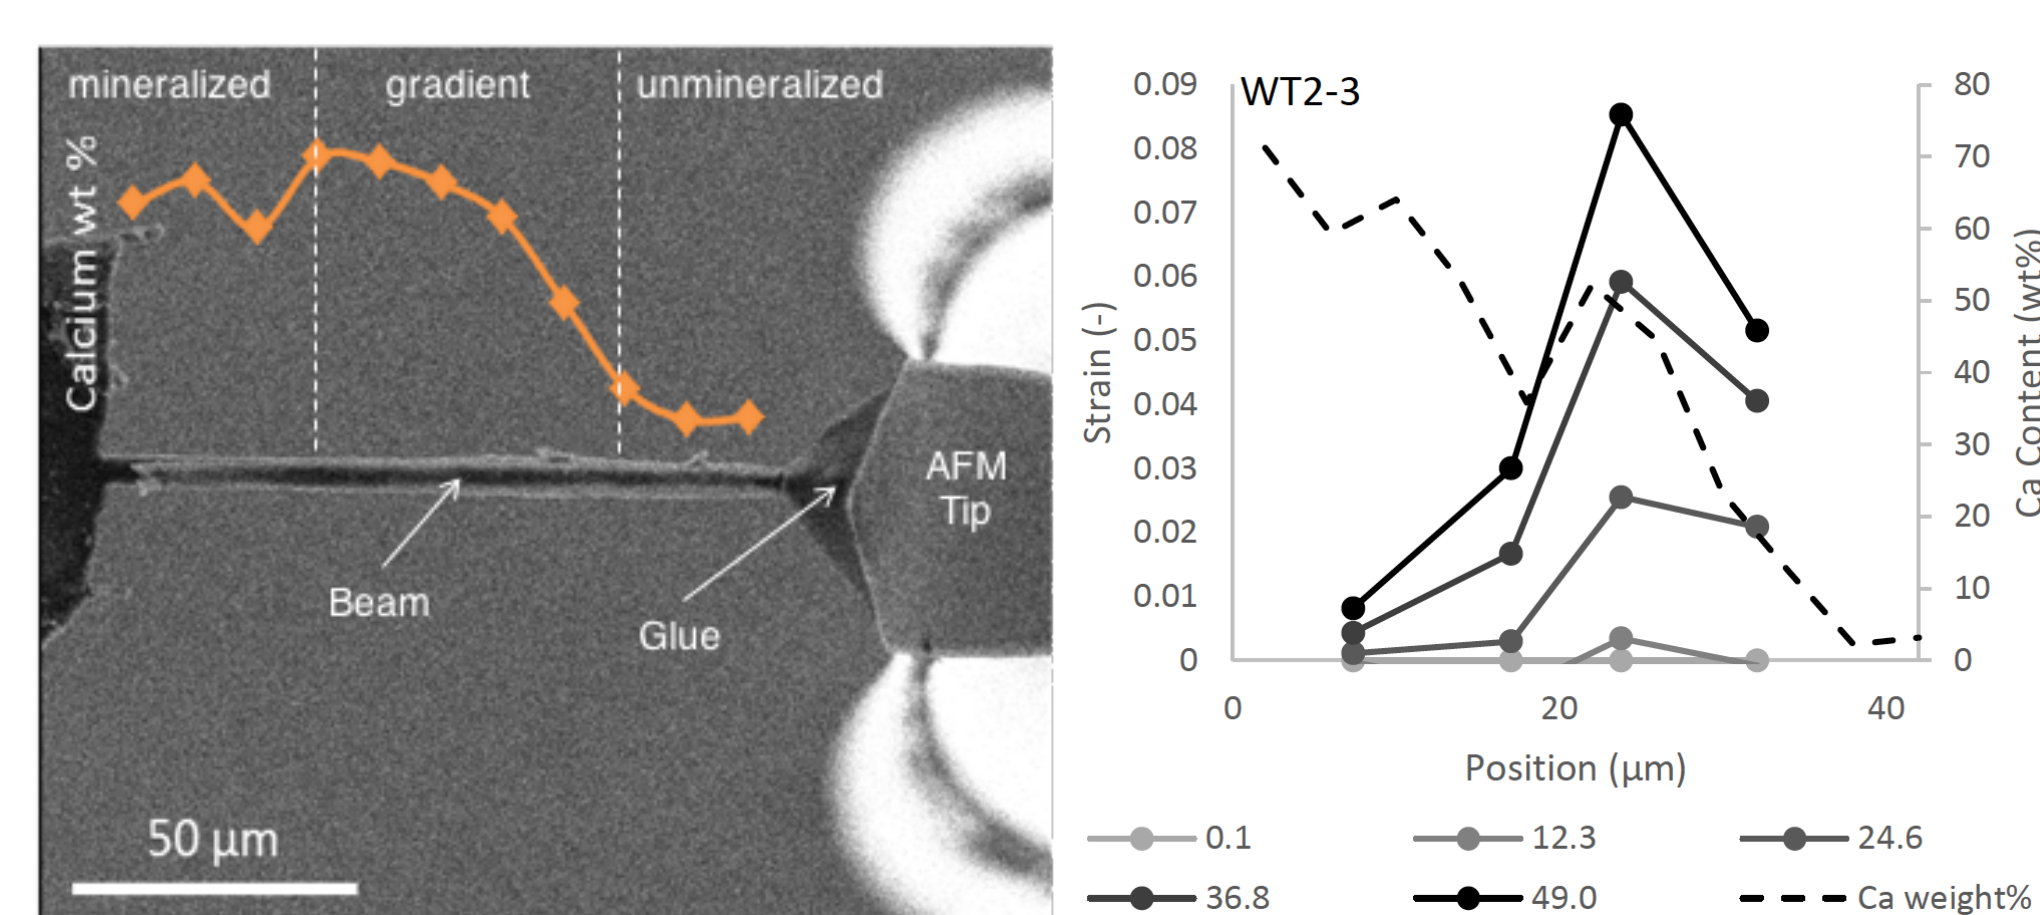 mineralized
gradient
unmineralized
Calcium wt %
AFM
Tip
Beam
Glue
50 µm
WT2-3
0.09
0.08
0.07
0.06
0.05
0.04
0.03
0.02
0.01
0
Strain (-)
80
70
60
50
40
30
20
10
0
Ca Content (wt%)
0
20
40
Position (µm)
0.1
12.3
24.6
36.8
49.0
Ca weight%